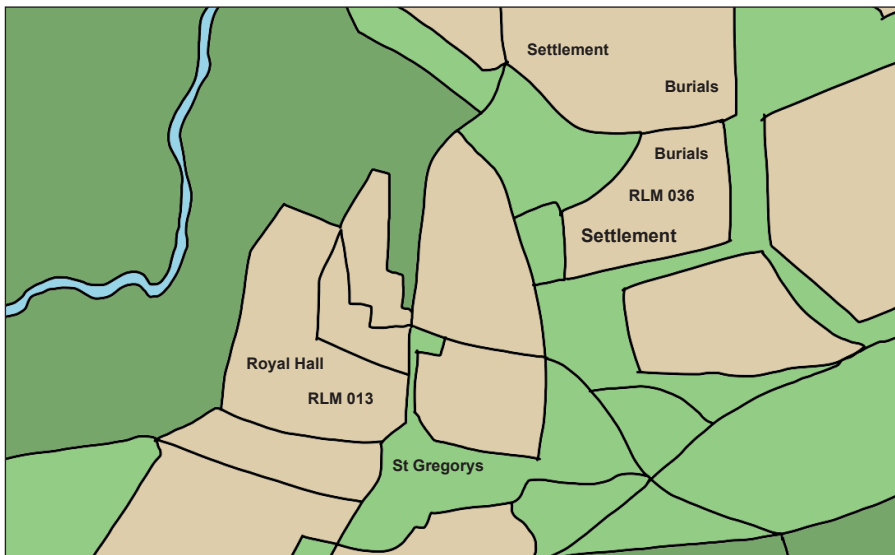 Settlement
Burials
Burials
RLM 036
Settlement
Royal Hall
RLM 013
St Gregorys